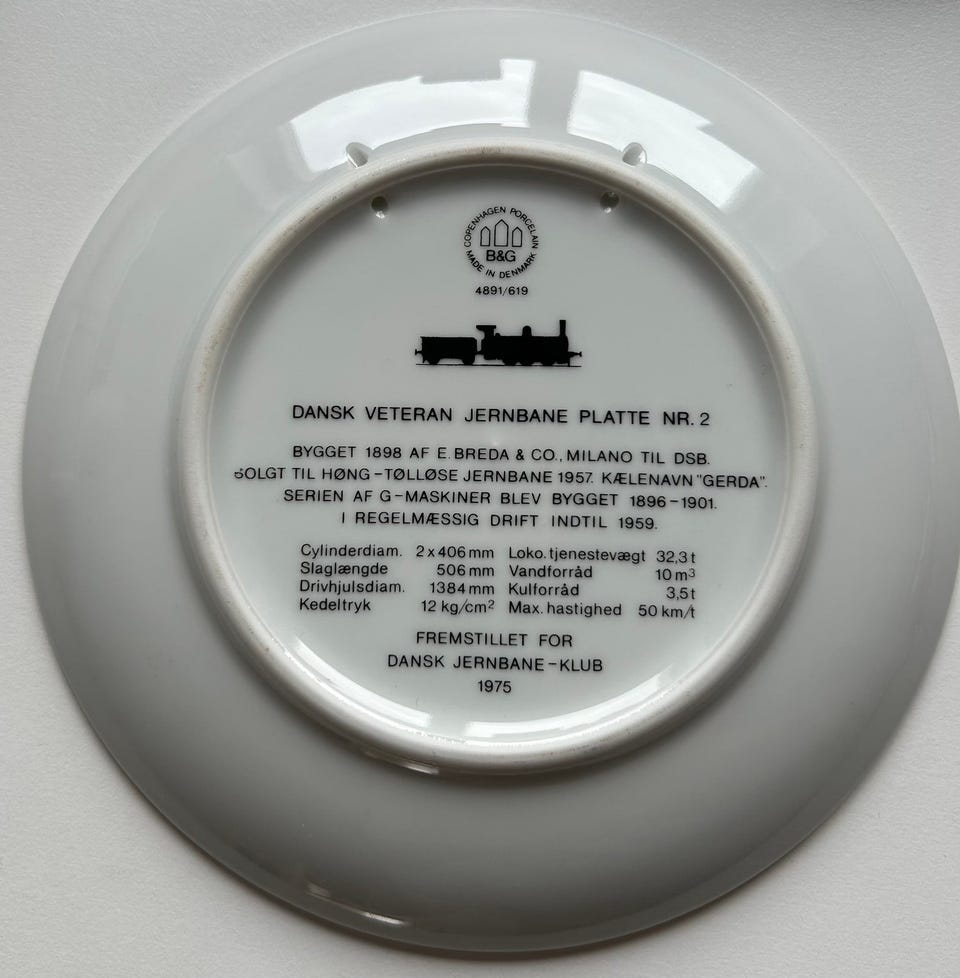 COPENHAGEN PORCELAIN
B&G
MADE IN DENMARK
4891/619
DANSK VETERAN JERNBANE PLATTE NR. 2
BYGGET 1898 AF E. BREDA & CO., MILANO TIL DSB.
SOLGT TIL HØNG-TØLLØSE JERNBANE 1957. KÆLENAVN "GERDA".
SERIEN AF G-MASKINER BLEV BYGGET 1896-1901.
I REGELMÆSSIG DRIFT INDTIL 1959.
Cylinderdiam. 2 x 406 mm Loko. tjenestevægt 32,3 t
Slaglængde 506 mm Vandforråd 10 m³
Drivhjulsdiam. 1384 mm Kulforråd 3,5 t
Kedeltryk 12 kg/cm² Max. hastighed 50 km/t
FREMSTILLET FOR
DANSK JERNBANE-KLUB
1975